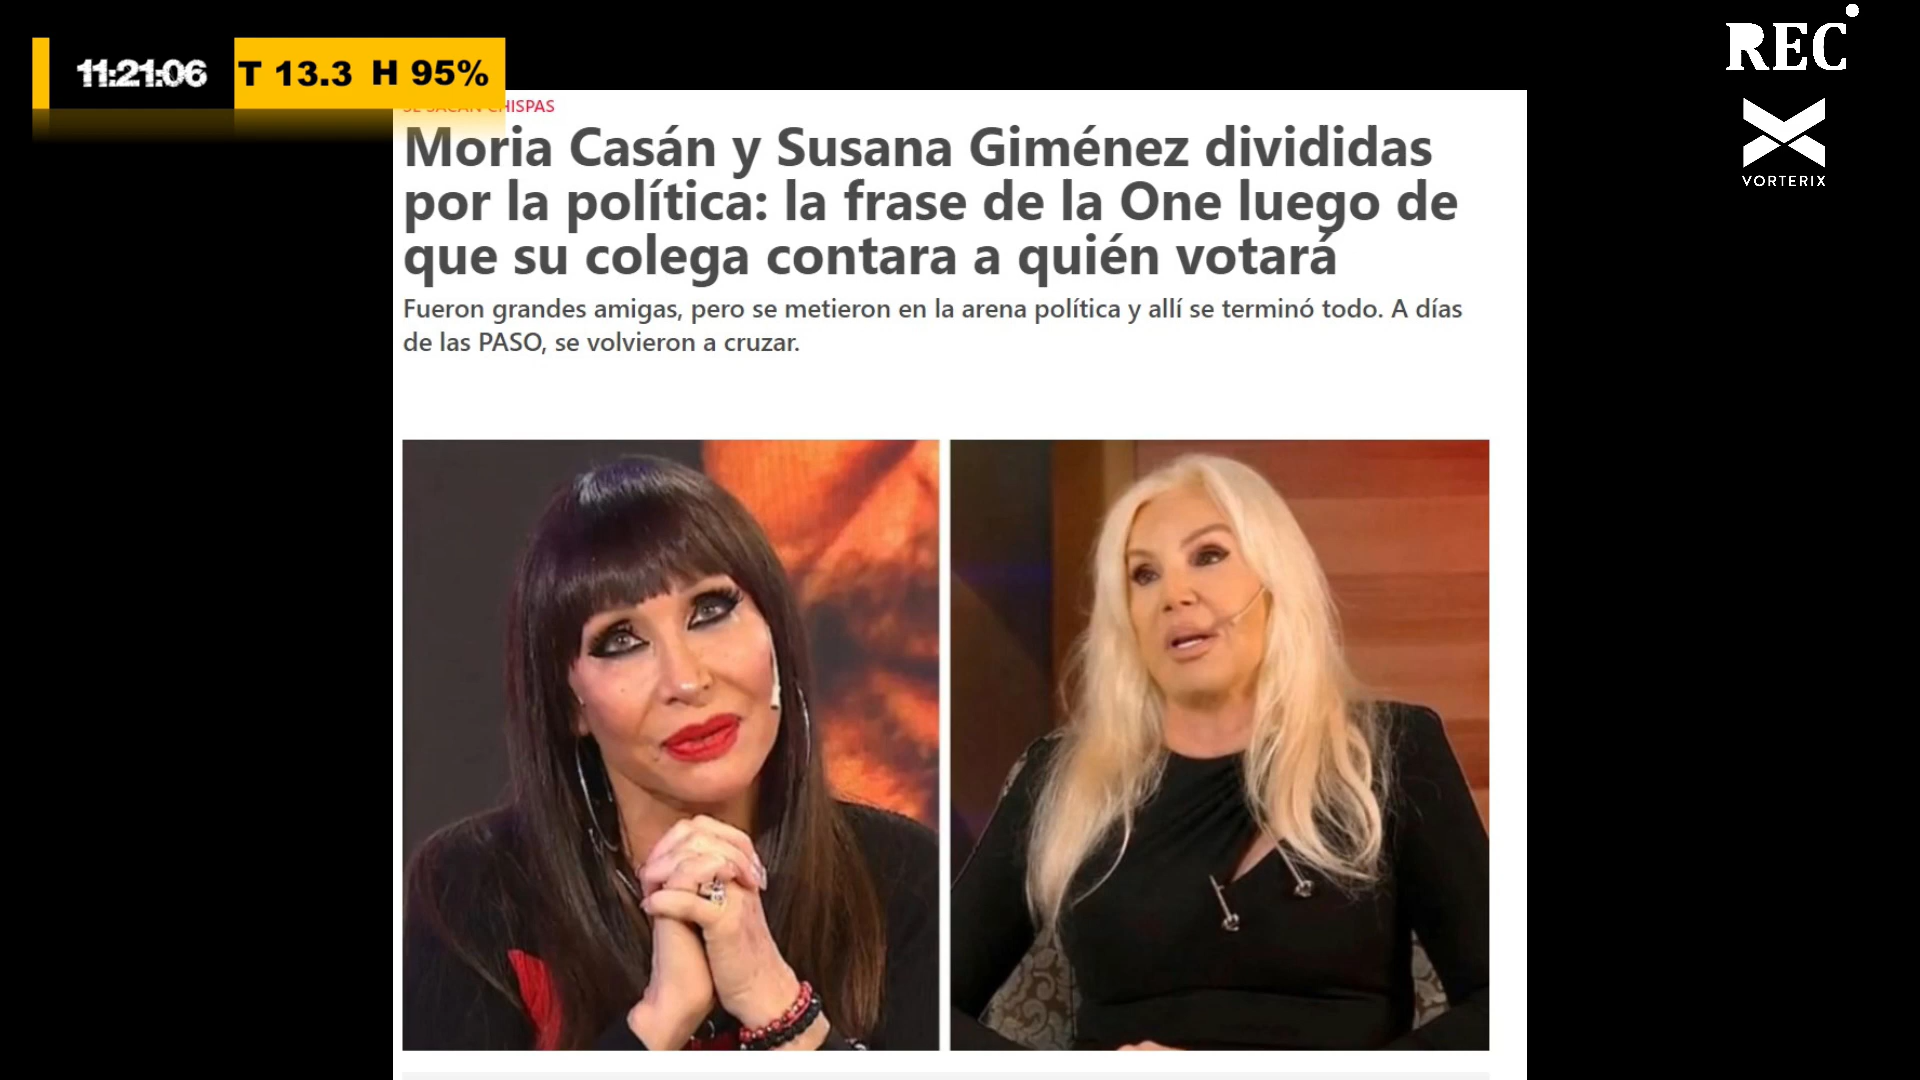 11:21:06 T 13.3 H 95%
REC
VORTERIX
SE SACAN CHISPAS
Moria Casán y Susana Giménez divididas
por la política: la frase de la One luego de
que su colega contara a quién votará
Fueron grandes amigas, pero se metieron en la arena política y allí se terminó todo. A días
de las PASO, se volvieron a cruzar.